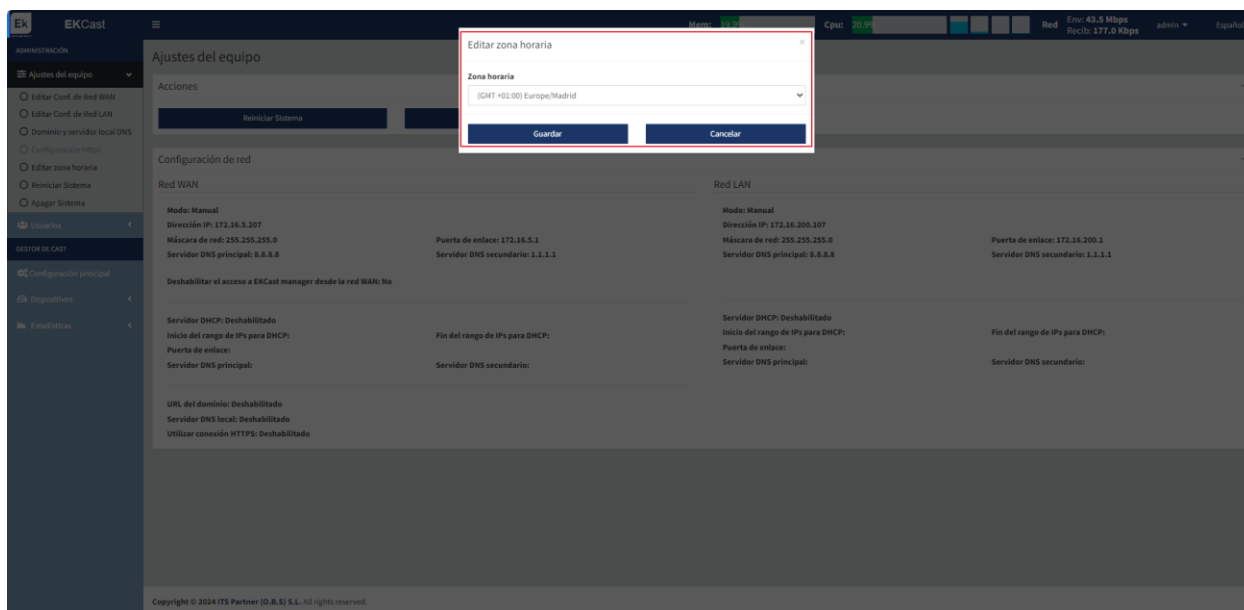 Ek
EKCast
Mem: 19.9%
Cpu: 20.9%
Red
Env: 43.5 Mbps
Recib: 177.0 Kbps
admin
Español
ADMINISTRACIÓN
Ajustes del equipo
Editar Conf. de Red WAN
Editar Conf. de Red LAN
Dominio y servidor local DNS
Configuración https
Editar zona horaria
Reiniciar Sistema
Apagar Sistema
Usuarios
GESTOR DE CAST
Configuración principal
Dispositivos
Estadísticas
Ajustes del equipo
Acciones
Reiniciar Sistema
Editar zona horaria
×
Zona horaria
(GMT +01:00) Europe/Madrid
Guardar
Cancelar
Configuración de red
Red WAN
Modo: Manual
Dirección IP: 172.16.5.207
Máscara de red: 255.255.255.0
Puerta de enlace: 172.16.5.1
Servidor DNS principal: 8.8.8.8
Servidor DNS secundario: 1.1.1.1
Deshabilitar el acceso a EKCast manager desde la red WAN: No
Servidor DHCP: Deshabilitado
Inicio del rango de IPs para DHCP:
Fin del rango de IPs para DHCP:
Puerta de enlace:
Servidor DNS principal:
Servidor DNS secundario:
URL del dominio: Deshabilitado
Servidor DNS local: Deshabilitado
Utilizar conexión HTTPS: Deshabilitado
Red LAN
Modo: Manual
Dirección IP: 172.16.200.107
Máscara de red: 255.255.255.0
Puerta de enlace: 172.16.200.1
Servidor DNS principal: 8.8.8.8
Servidor DNS secundario: 1.1.1.1
Servidor DHCP: Deshabilitado
Inicio del rango de IPs para DHCP:
Fin del rango de IPs para DHCP:
Puerta de enlace:
Servidor DNS principal:
Servidor DNS secundario:
Copyright © 2024 ITS Partner (O.B.S) S.L. All rights reserved.